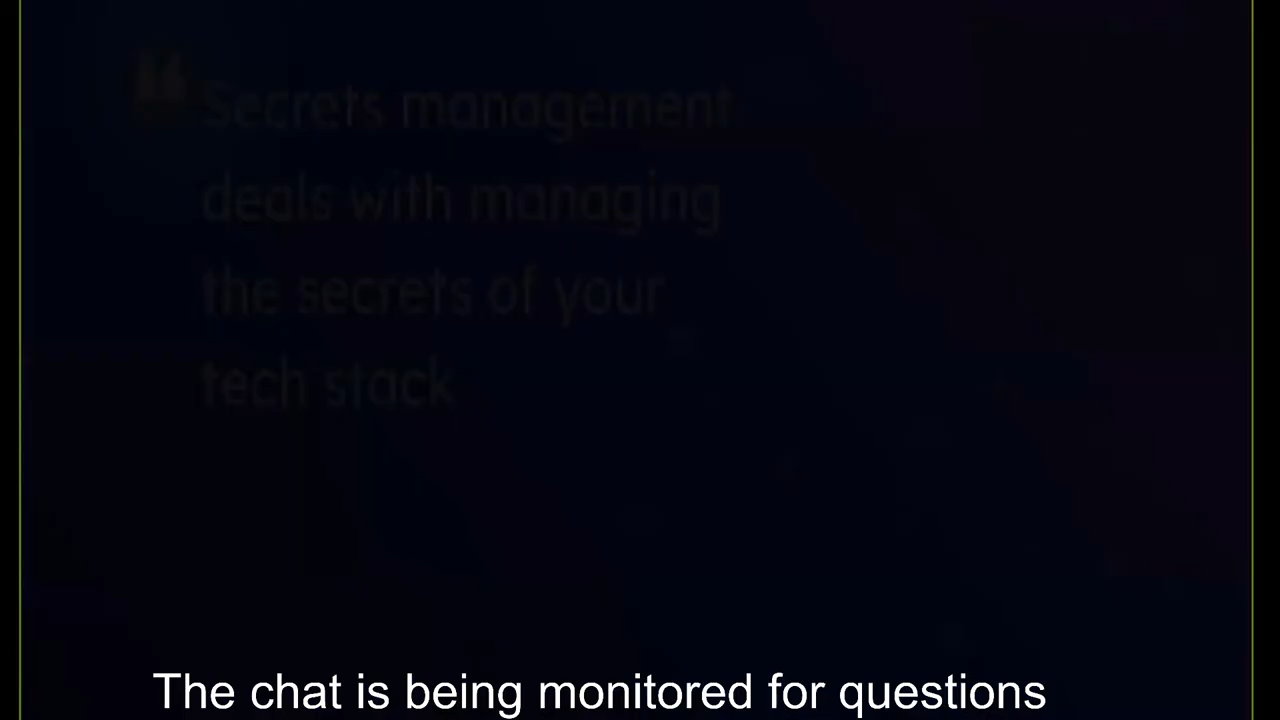 “Secrets management
deals with managing
the secrets of your
tech stack
The chat is being monitored for questions